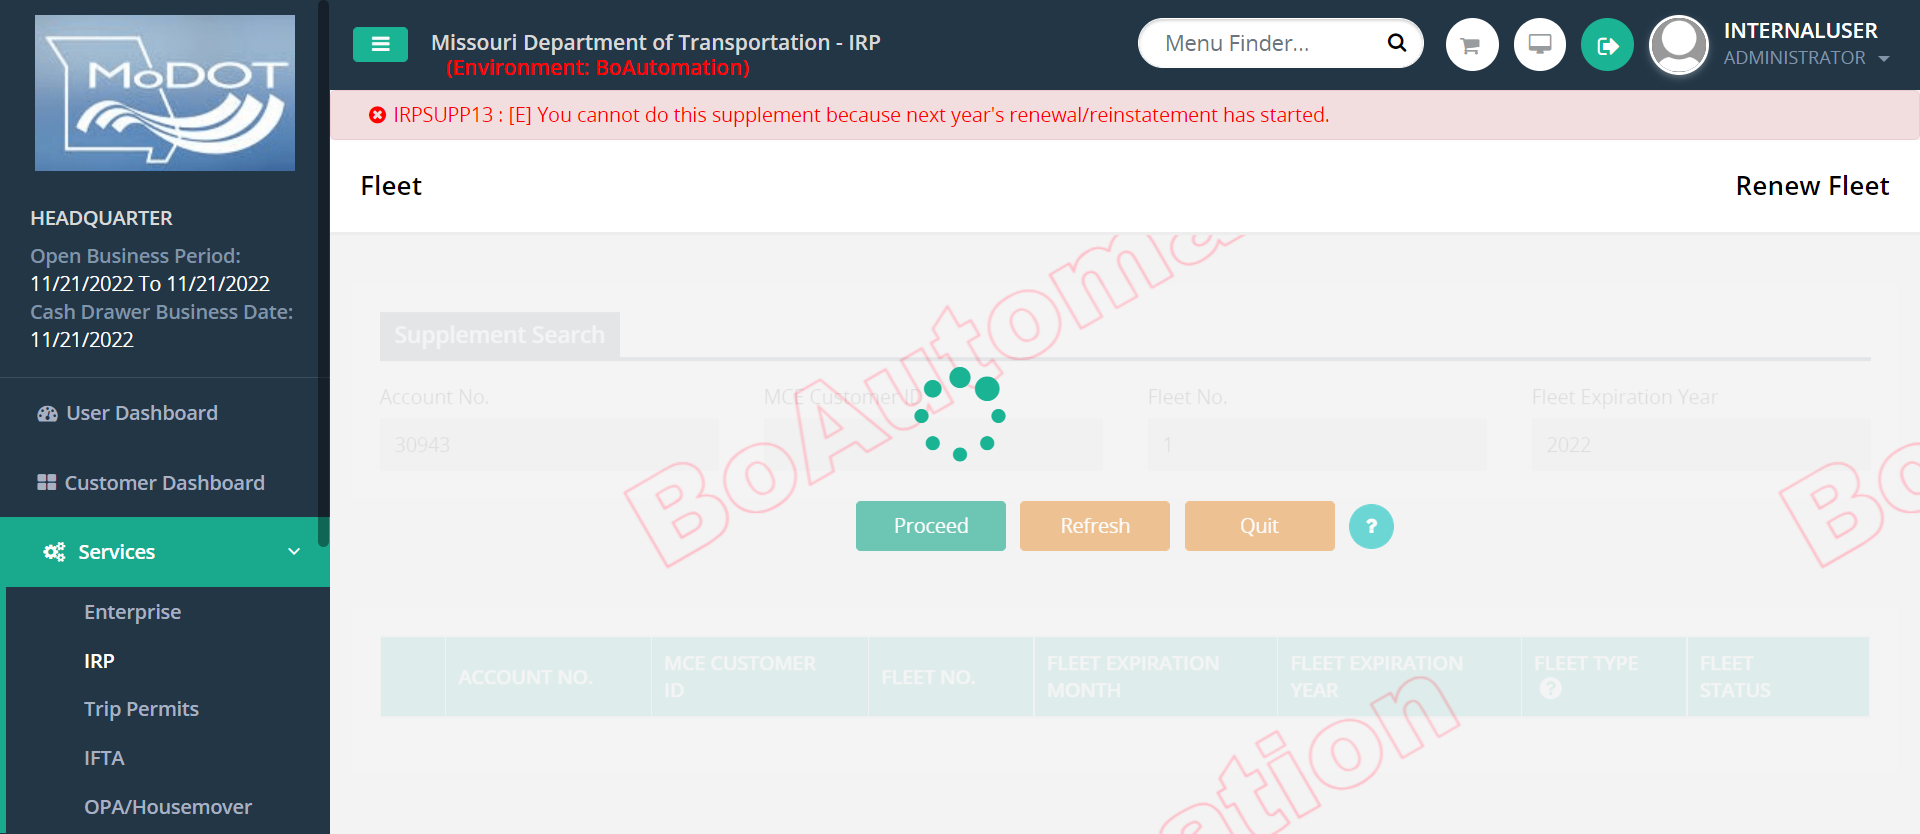 MoDOT
Missouri Department of Transportation - IRP
(Environment: BoAutomation)
Menu Finder...
INTERNALUSER
ADMINISTRATOR
IRPSUPP13 : [E] You cannot do this supplement because next year's renewal/reinstatement has started.
Fleet
Renew Fleet
HEADQUARTER
Open Business Period:
11/21/2022 To 11/21/2022
Cash Drawer Business Date:
11/21/2022
User Dashboard
Customer Dashboard
Services
Enterprise
IRP
Trip Permits
IFTA
OPA/Housemover
Supplement Search
Account No.
MCE Customer ID
Fleet No.
Fleet Expiration Year
30943
1
2022
Proceed
Refresh
Quit
?
ACCOUNT NO.
MCE CUSTOMER
ID
FLEET NO.
FLEET EXPIRATION
MONTH
FLEET EXPIRATION
YEAR
FLEET TYPE
?
FLEET
STATUS
BoAutoma
Bo
ation